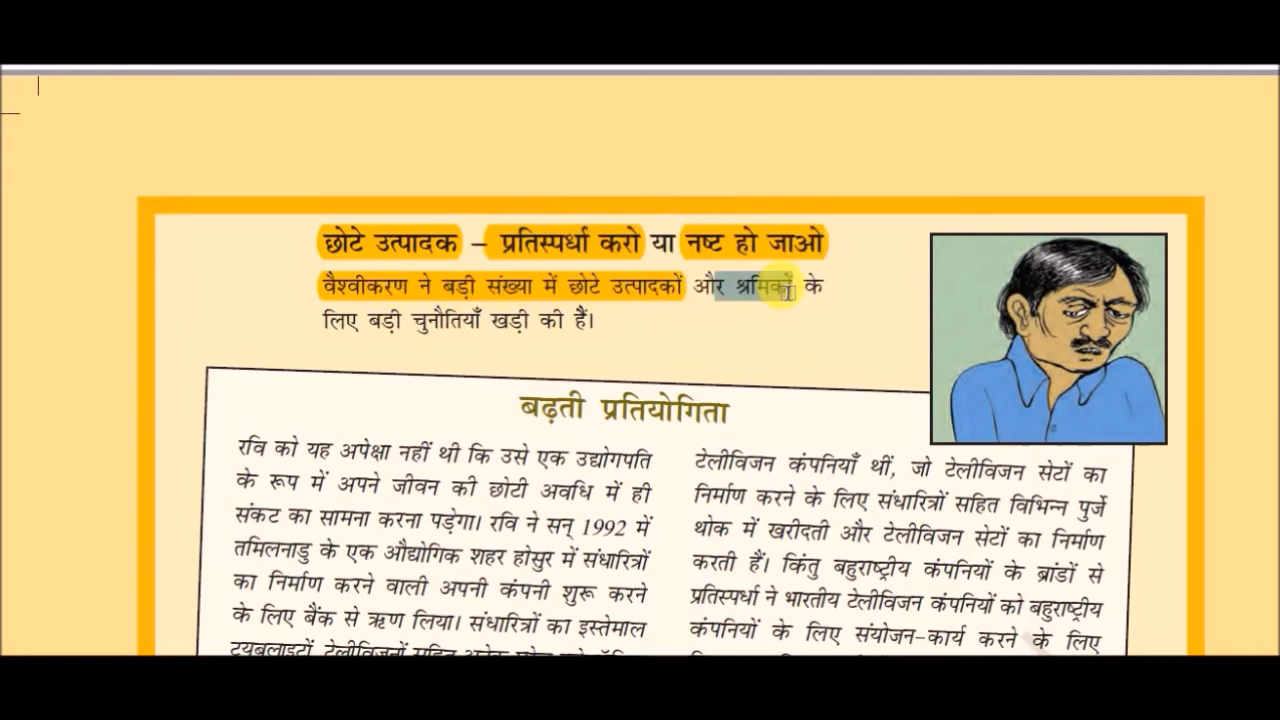 छोटे उत्पादक – प्रतिस्पर्धा करो या नष्ट हो जाओ
वैश्वीकरण ने बड़ी संख्या में छोटे उत्पादकों और श्रमिकों के
लिए बड़ी चुनौतियाँ खड़ी की हैं।
बढ़ती प्रतियोगिता
रवि को यह अपेक्षा नहीं थी कि उसे एक उद्योगपति
के रूप में अपने जीवन की छोटी अवधि में ही
संकट का सामना करना पड़ेगा। रवि ने सन् 1992 में
तमिलनाडु के एक औद्योगिक शहर होसुर में संधारित्रों
का निर्माण करने वाली अपनी कंपनी शुरू करने
के लिए बैंक से ऋण लिया। संधारित्रों का इस्तेमाल
टेलीविजन कंपनियाँ थीं, जो टेलीविजन सेटों का
निर्माण करने के लिए संधारित्रों सहित विभिन्न पुर्जे
थोक में खरीदती और टेलीविजन सेटों का निर्माण
करती हैं। किंतु बहुराष्ट्रीय कंपनियों के ब्रांडों से
प्रतिस्पर्धा ने भारतीय टेलीविजन कंपनियों को बहुराष्ट्रीय
कंपनियों के लिए संयोजन-कार्य करने के लिए